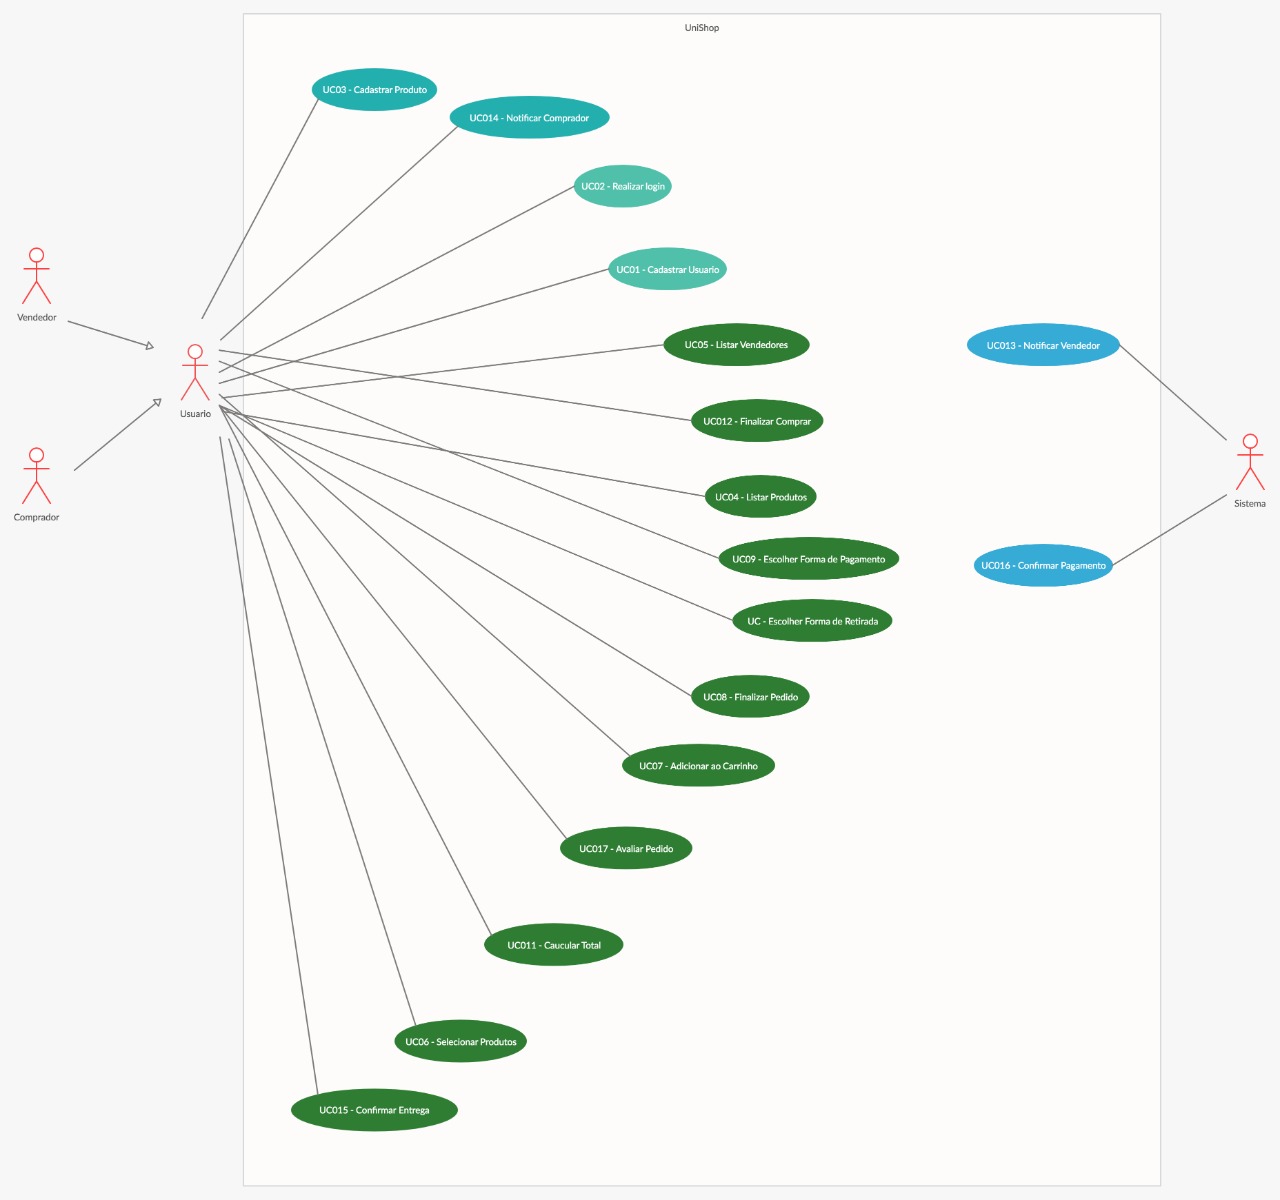 UniShop
UC03 - Cadastrar Produto
UC014 - Notificar Comprador
UC02 - Realizar login
UC01 - Cadastrar Usuario
Vendedor
UC05 - Listar Vendedores
UC013 - Notificar Vendedor
Usuario
UC012 - Finalizar Comprar
UC04 - Listar Produtos
Sistema
Comprador
UC09 - Escolher Forma de Pagamento
UC016 - Confirmar Pagamento
UC - Escolher Forma de Retirada
UC08 - Finalizar Pedido
UC07 - Adicionar ao Carrinho
UC017 - Avaliar Pedido
UC011 - Caucular Total
UC06 - Selecionar Produtos
UC015 - Confirmar Entrega